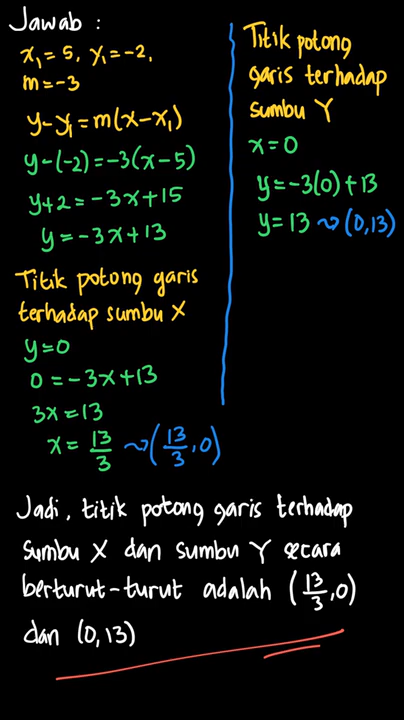 Jawab :
x₁ = 5, y₁ = -2,
m = -3
y - y₁ = m(x - x₁)
y - (-2) = -3(x - 5)
y + 2 = -3x + 15
y = -3x + 13
Titik potong garis
terhadap sumbu X
y = 0
0 = -3x + 13
3x = 13
x = 13/3 ⤳ (13/3, 0)
Titik potong
garis terhadap
sumbu Y
x = 0
y = -3(0) + 13
y = 13 ⤳ (0, 13)
Jadi, titik potong garis terhadap
sumbu X dan sumbu Y secara
berturut-turut adalah (13/3, 0)
dan (0, 13)